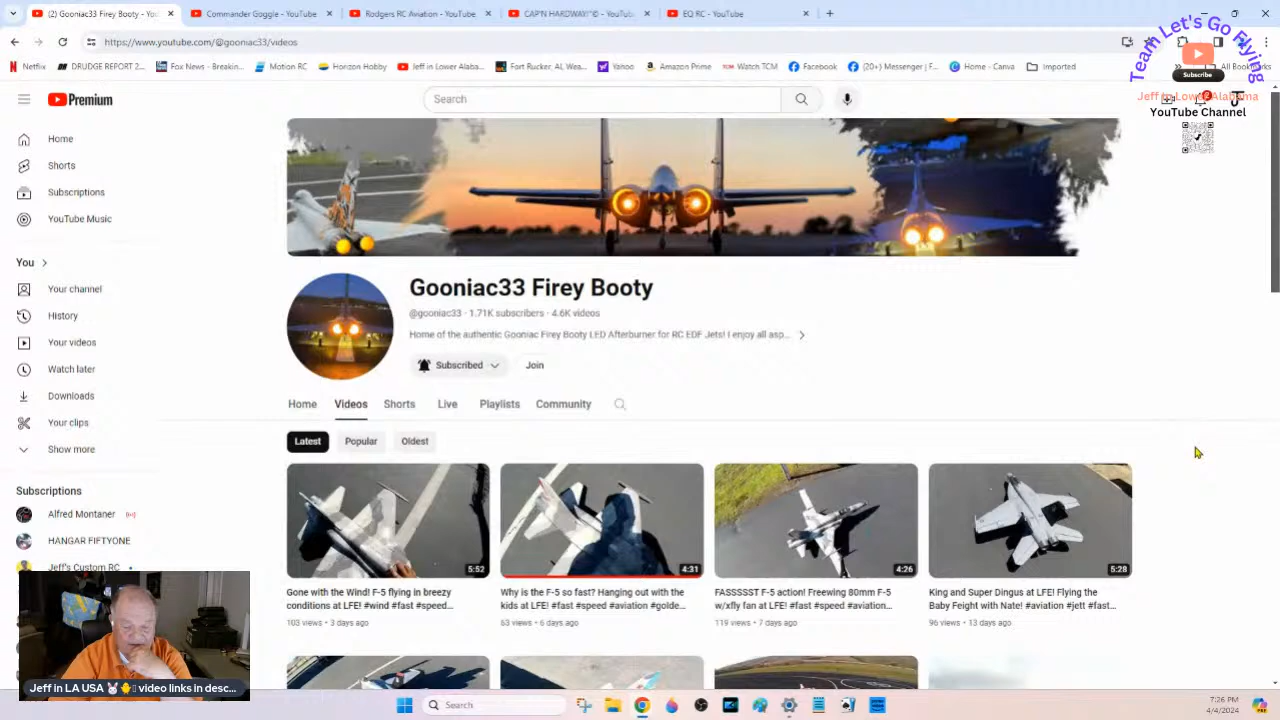 Gooniac33 Firey Booty - You
Commander Goggle - YouTube
Rodgers RC Aviation - YouTube
CAP'N HARDWAY!"© - YouTube
EQ RC - YouTube
https://www.youtube.com/@gooniac33/videos
Netflix
DRUDGE REPORT 2...
Fox News - Breakin...
Motion RC
Horizon Hobby
Jeff in Lower Alaba...
Fort Rucker, AL Wea...
Yahoo
Amazon Prime
Watch TCM
Facebook
(20+) Messenger | F...
Home - Canva
Imported
All Bookmarks
Team Let's Go Flying
Subscribe
Jeff in Lower Alabama
YouTube Channel
Premium
Search
2
Home
Shorts
Subscriptions
YouTube Music
You
Your channel
History
Your videos
Watch later
Downloads
Your clips
Show more
Subscriptions
Alfred Montaner
HANGAR FIFTYONE
Jeff's Custom RC
Gooniac33 Firey Booty
@gooniac33 · 1.71K subscribers · 4.6K videos
Home of the authentic Gooniac Firey Booty LED Afterburner for RC EDF Jets! I enjoy all asp...
Subscribed
Join
Home Videos Shorts Live Playlists Community
Latest Popular Oldest
5:52
4:31
4:26
5:28
Gone with the Wind! F-5 flying in breezy
conditions at LFE! #wind #fast #speed...
103 views • 3 days ago
Why is the F-5 so fast? Hanging out with the
kids at LFE! #fast #speed #aviation #golde...
63 views • 6 days ago
FASSSSST F-5 action! Freewing 80mm F-5
w/xfly fan at LFE! #fast #speed #aviation...
119 views • 7 days ago
King and Super Dingus at LFE! Flying the
Baby Feight with Nate! #aviation #jett #fast...
96 views • 13 days ago
Jeff in LA USA 🐰🐥 video links in desc...
Search
7:26 PM
4/4/2024